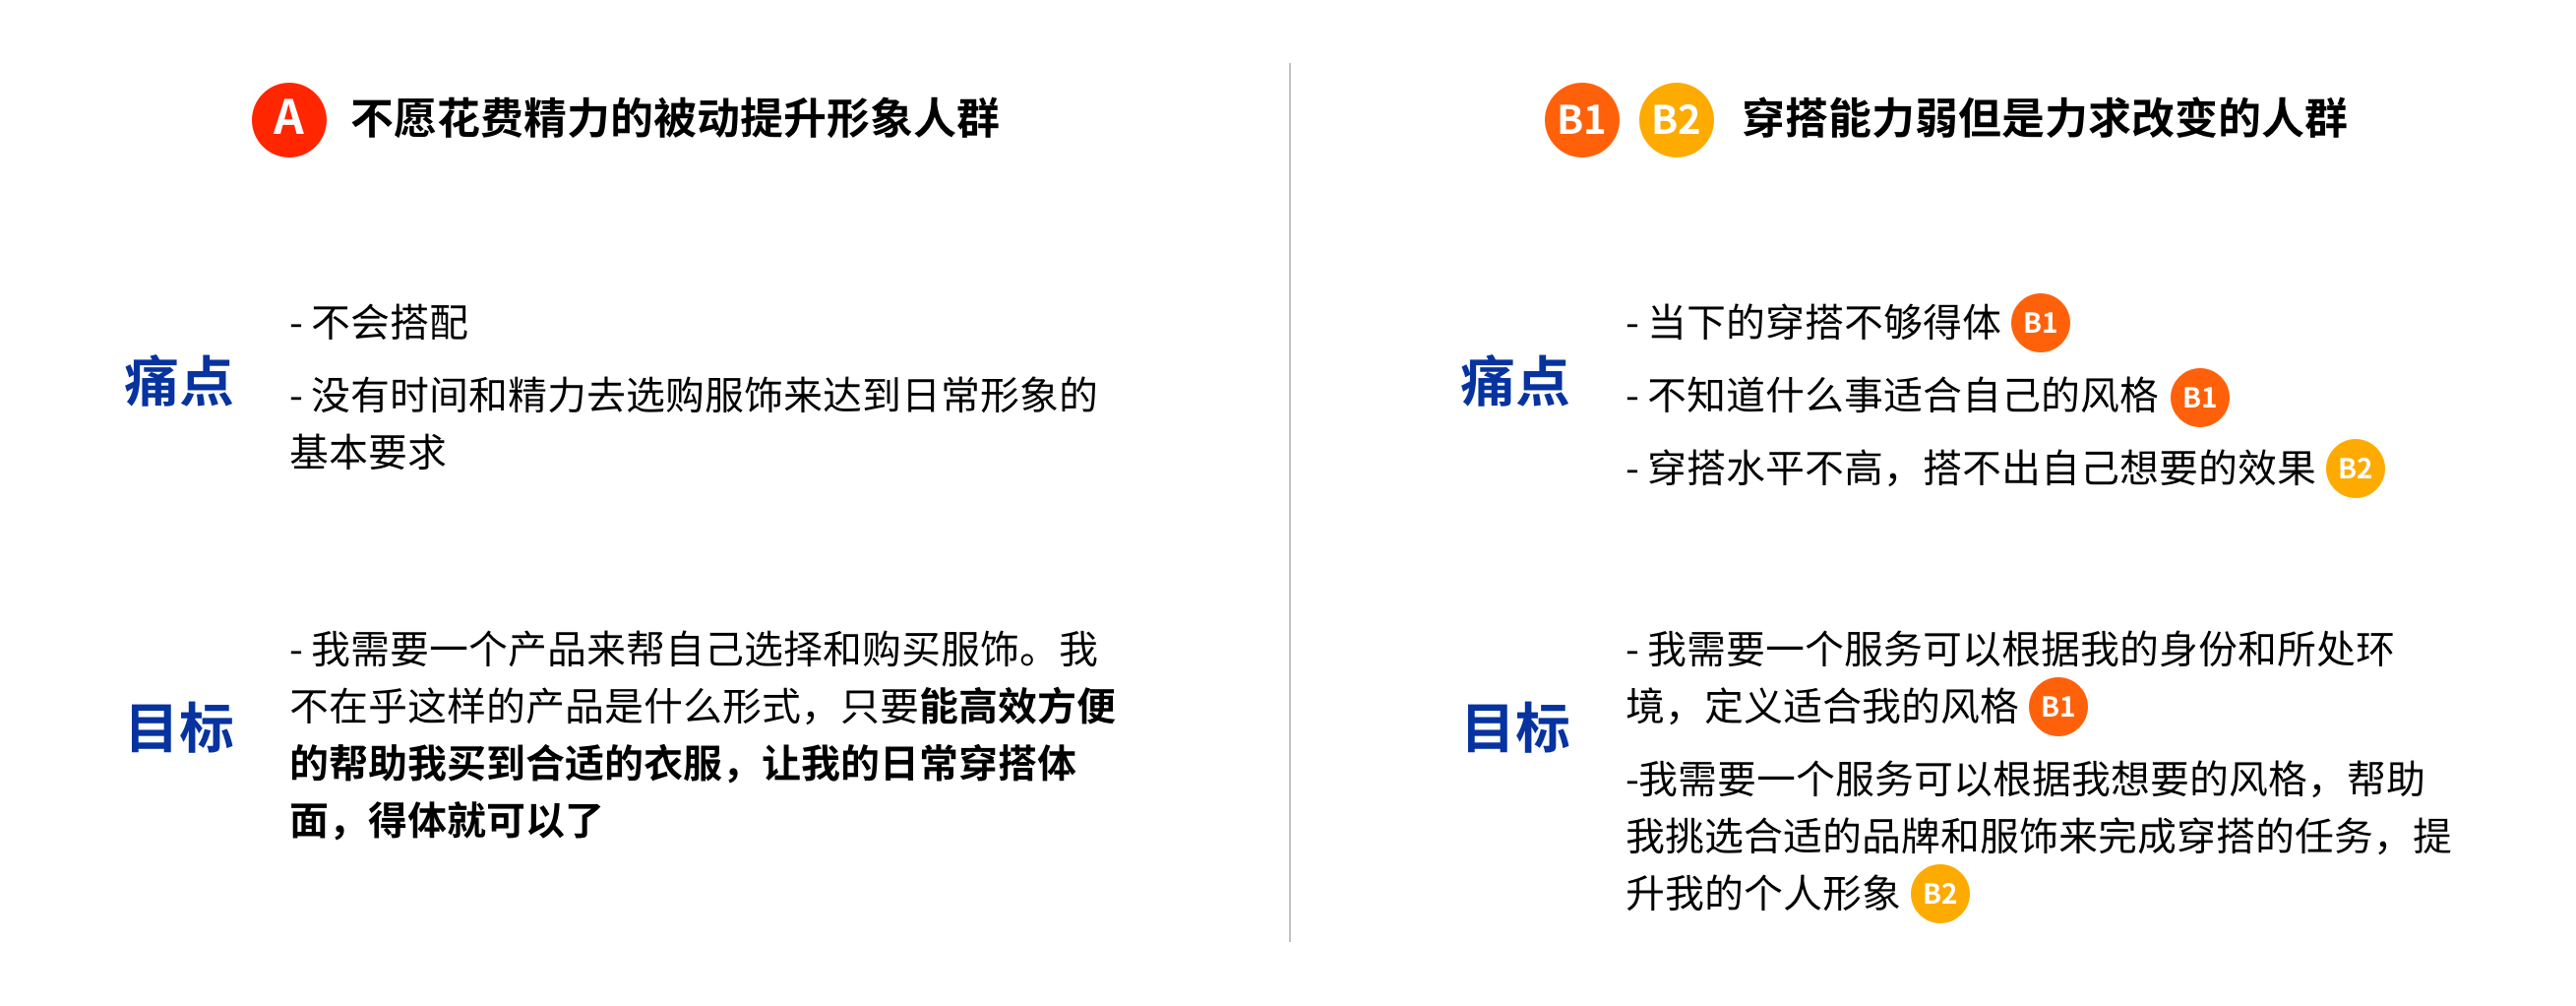 A 不愿花费精力的被动提升形象人群
痛点
- 不会搭配
- 没有时间和精力去选购服饰来达到日常形象的
基本要求
目标
- 我需要一个产品来帮自己选择和购买服饰。我
不在乎这样的产品是什么形式，只要能高效方便
的帮助我买到合适的衣服，让我的日常穿搭体
面，得体就可以了
B1 B2 穿搭能力弱但是力求改变的人群
痛点
- 当下的穿搭不够得体 B1
- 不知道什么事适合自己的风格 B1
- 穿搭水平不高，搭不出自己想要的效果 B2
目标
- 我需要一个服务可以根据我的身份和所处环
境，定义适合我的风格 B1
-我需要一个服务可以根据我想要的风格，帮助
我挑选合适的品牌和服饰来完成穿搭的任务，提
升我的个人形象 B2